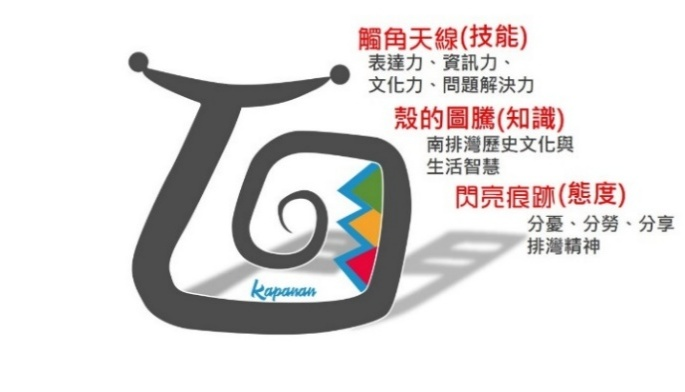 觸角天線(技能)
表達力、資訊力、
文化力、問題解決力
殼的圖騰(知識)
南排灣歷史文化與
生活智慧
閃亮痕跡(態度)
分憂、分勞、分享
排灣精神
Kapanan